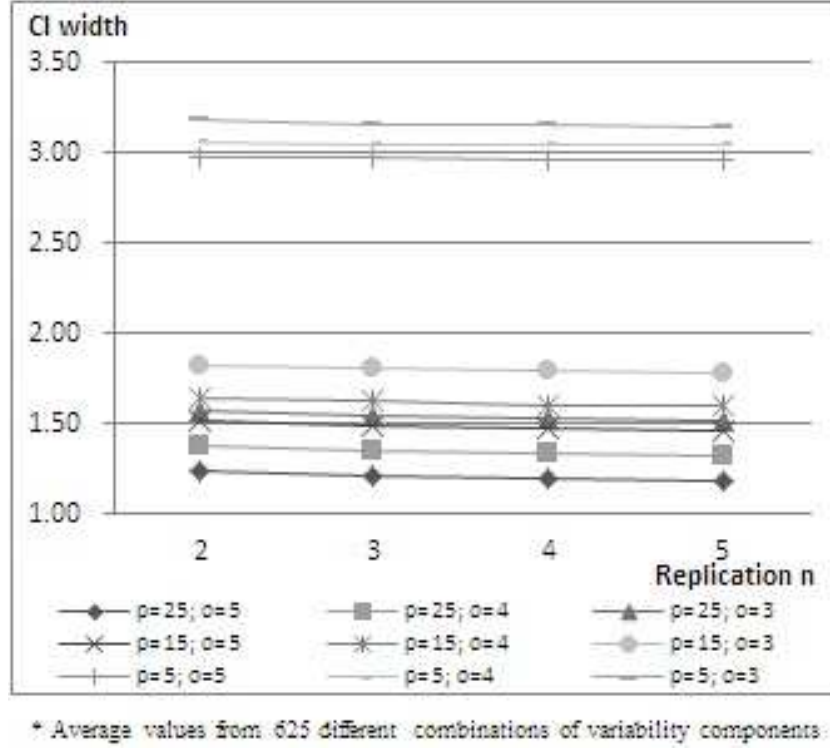 CI width
3.50
3.00
2.50
2.00
1.50
1.00
2 3 4 5
Replication n
p=25; o=5 p=25; o=4 p=25; o=3
p=15; o=5 p=15; o=4 p=15; o=3
p=5; o=5 p=5; o=4 p=5; o=3
* Average values from 625 different combinations of variability components